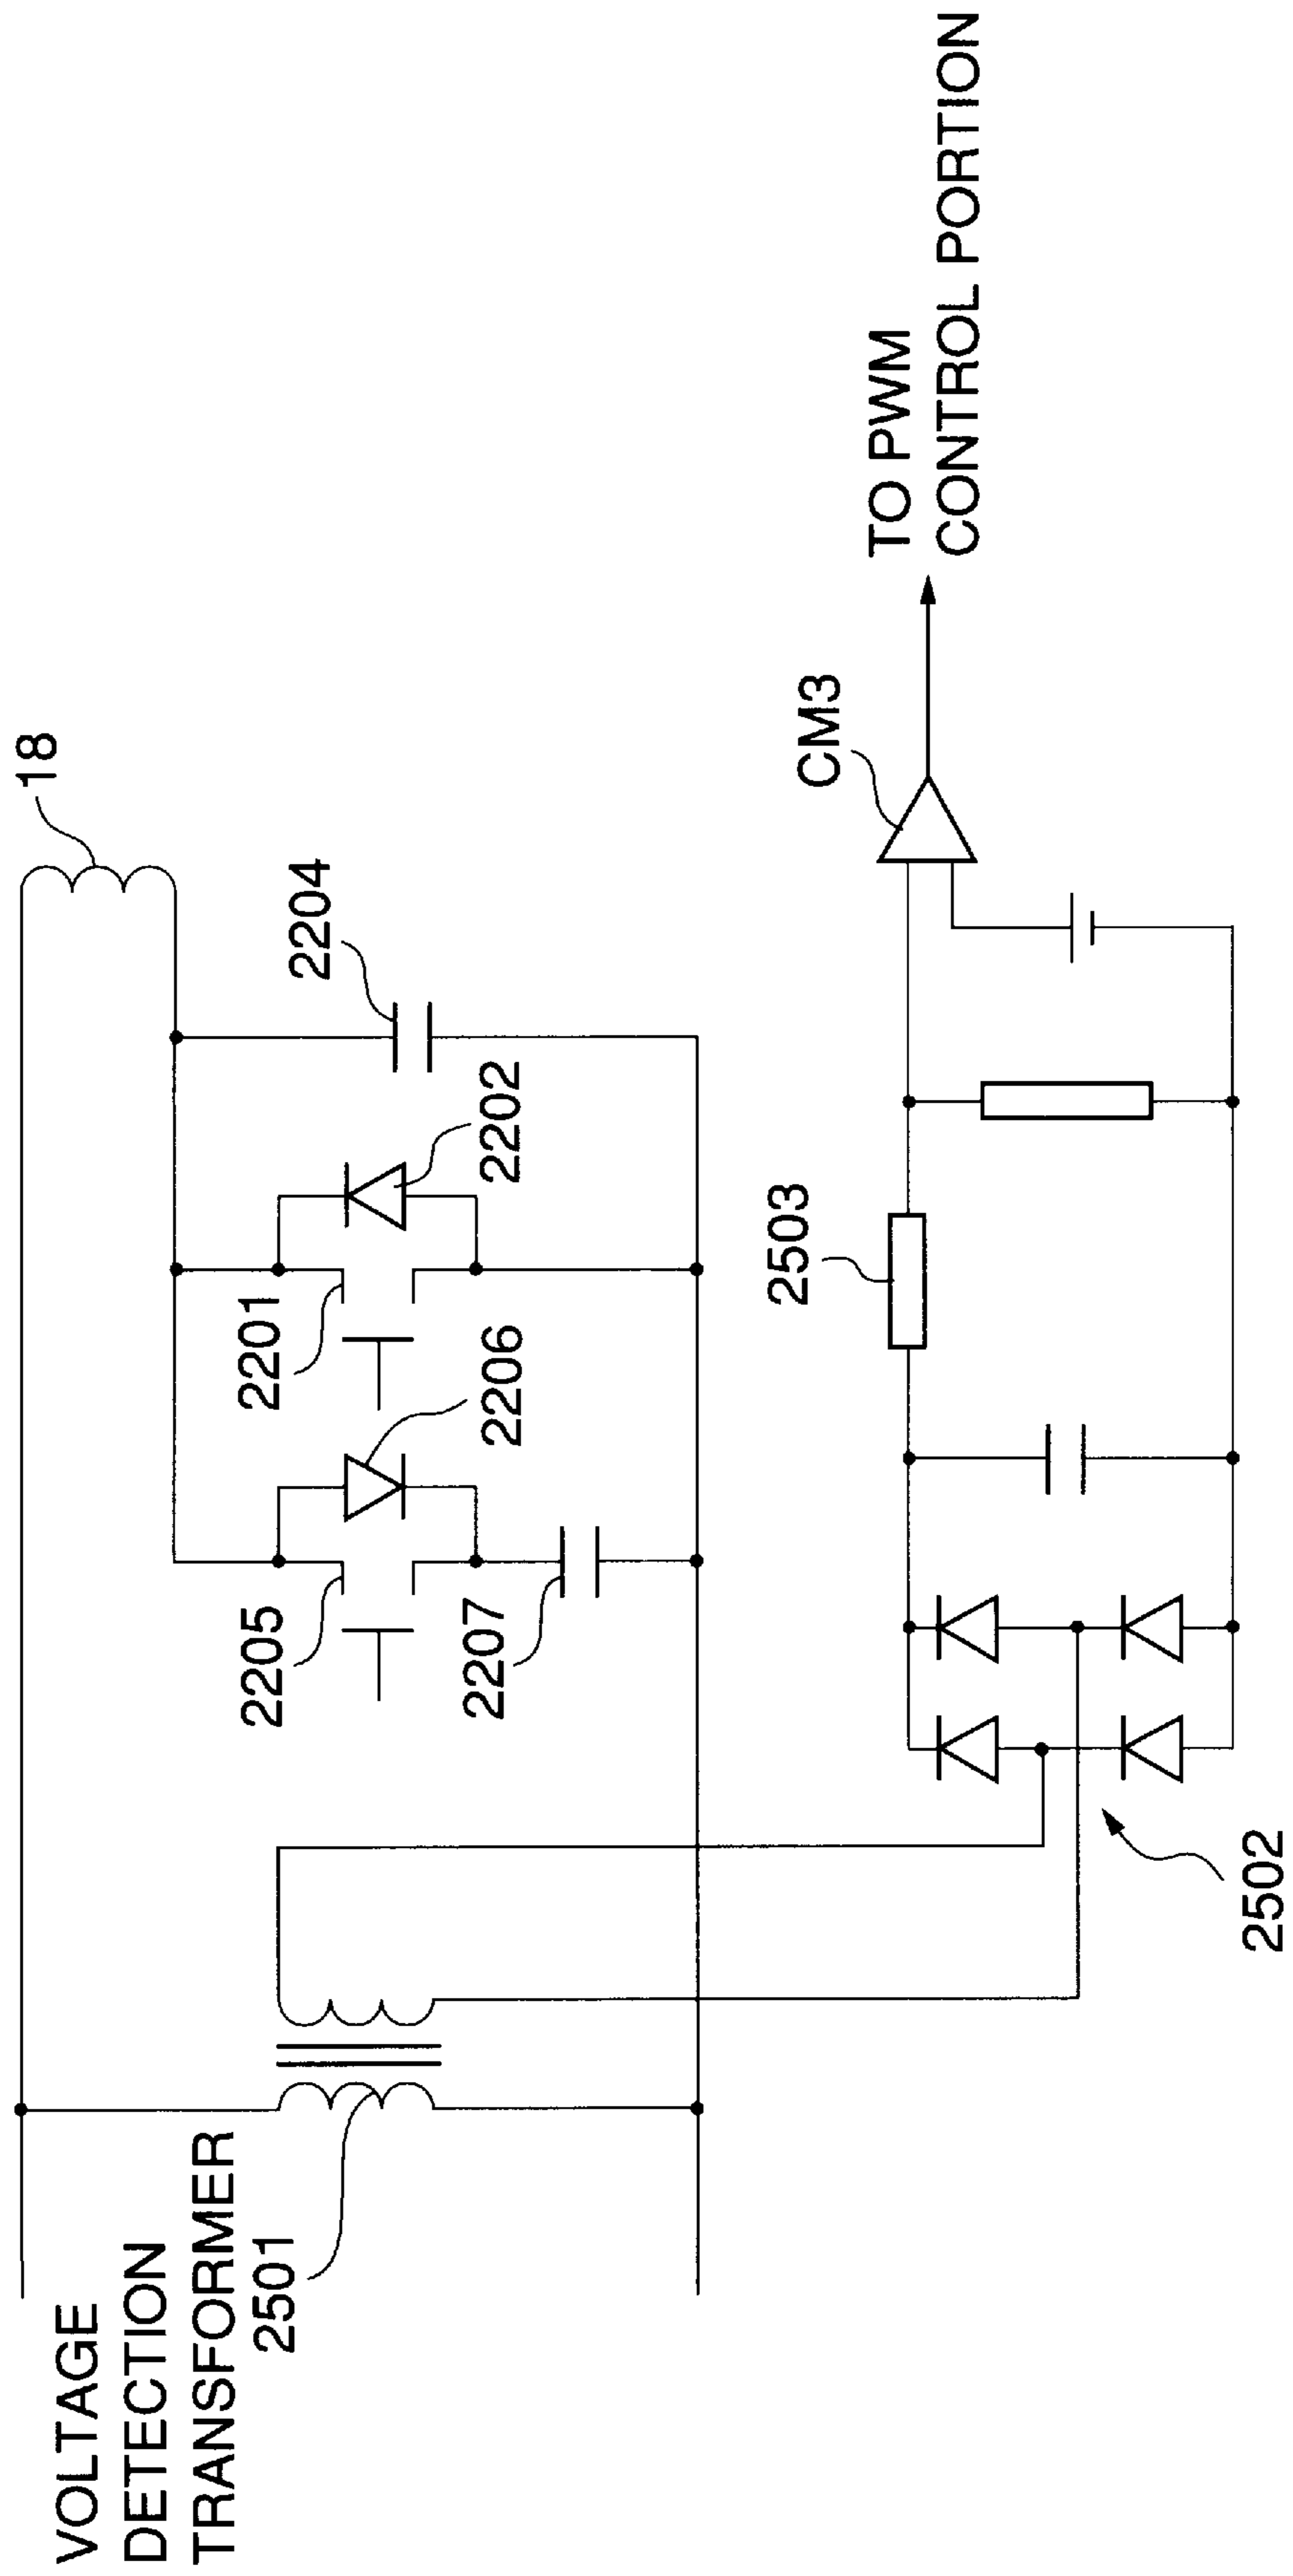 VOLTAGE
DETECTION
TRANSFORMER
2501
18
2205
2206
2207
2201
2202
2204
2502
2503
CM3
TO PWM
CONTROL PORTION